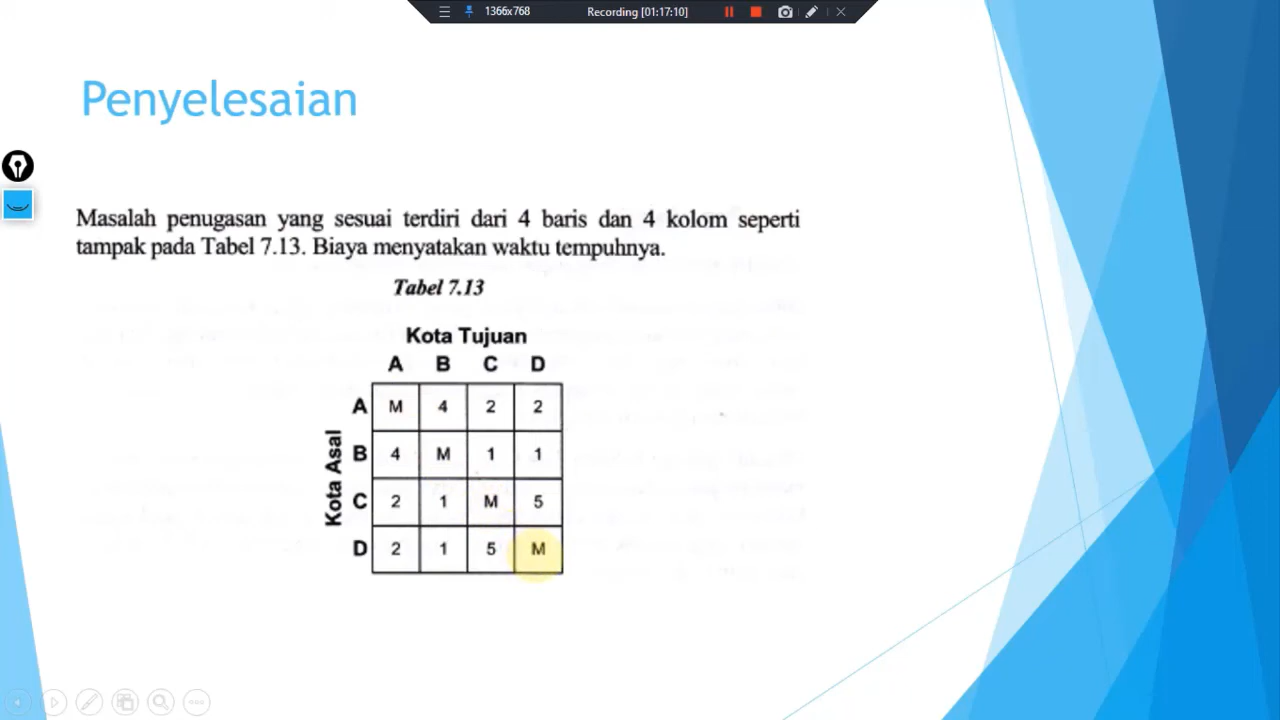 1366x768 Recording [01:17:10]
Penyelesaian
Masalah penugasan yang sesuai terdiri dari 4 baris dan 4 kolom seperti
tampak pada Tabel 7.13. Biaya menyatakan waktu tempuhnya.
Tabel 7.13
Kota Tujuan
A B C D
Kota Asal
A M 4 2 2
B 4 M 1 1
C 2 1 M 5
D 2 1 5 M